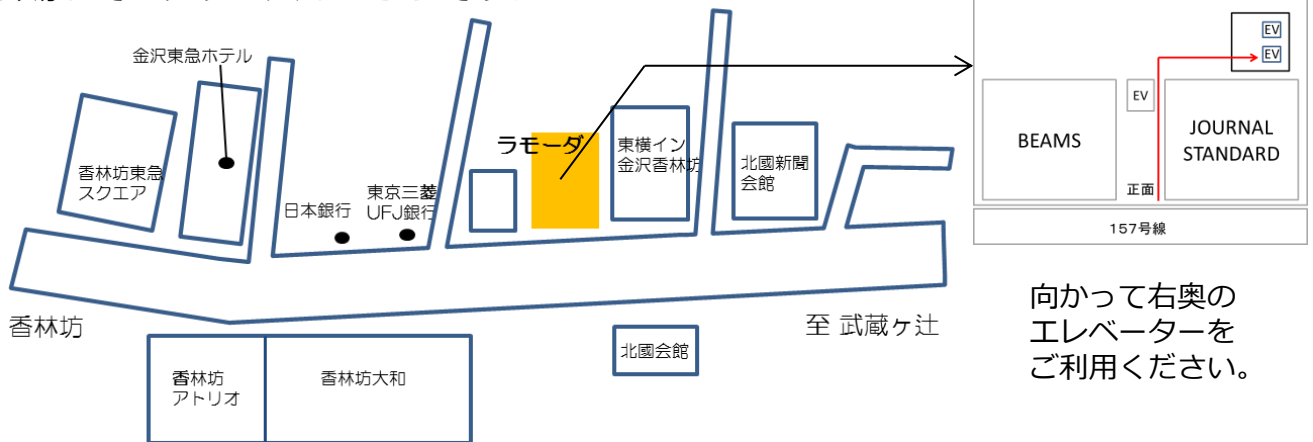 金沢東急ホテル
香林坊東急
スクエア
日本銀行
東京三菱
UFJ銀行
ラモーダ
東横イン
金沢香林坊
北國新聞
会館
香林坊
至 武蔵ヶ辻
香林坊
アトリオ
香林坊大和
北國会館
EV
EV
EV
BEAMS
JOURNAL
STANDARD
正面
157号線
向かって右奥の
エレベーターを
ご利用ください。